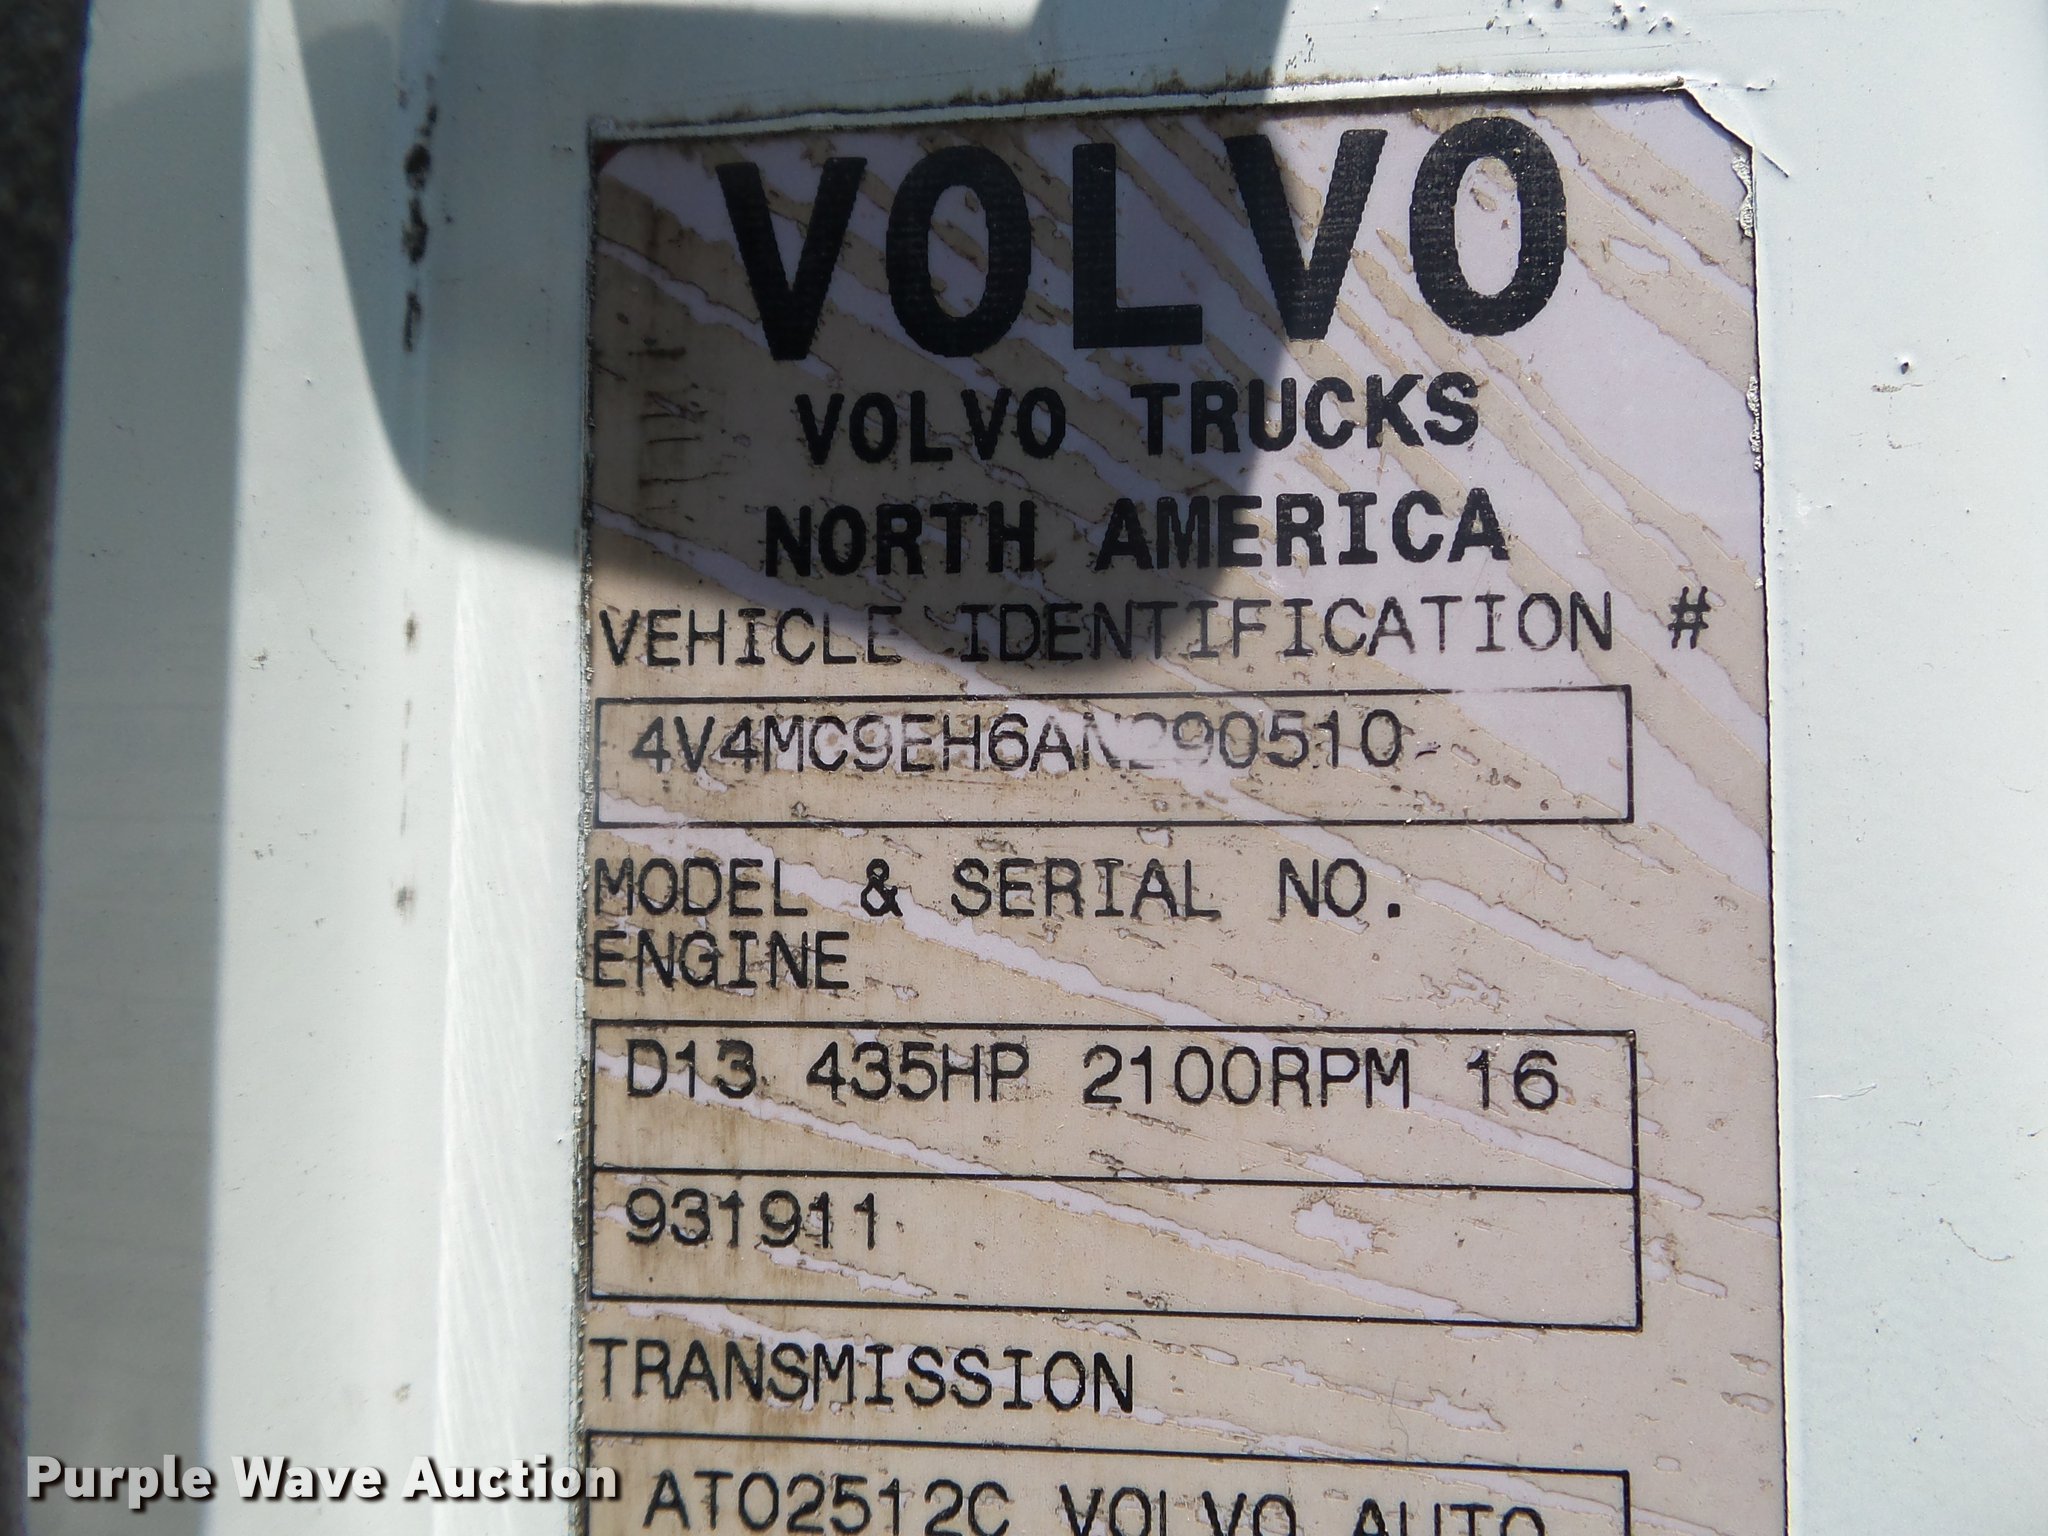 VOLVO
VOLVO TRUCKS
NORTH AMERICA
VEHICLE IDENTIFICATION #
4V4MC9EH6AN290510
MODEL & SERIAL NO.
ENGINE
D13 435HP 2100RPM 16
931911
TRANSMISSION
ATO2512C VOLVO AUTO
Purple Wave Auction